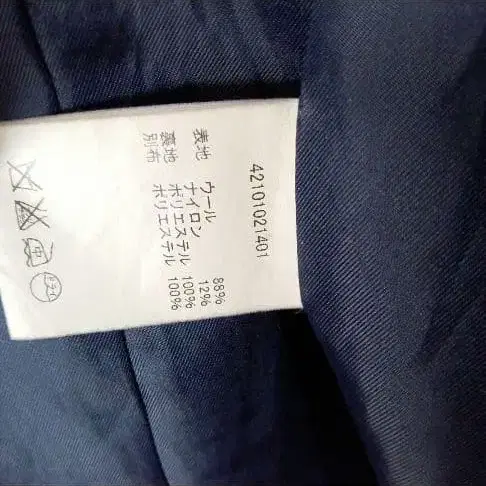 42101021401
表地 ウール 88%
ナイロン 12%
裏地 ポリエステル 100%
別布 ポリエステル 100%